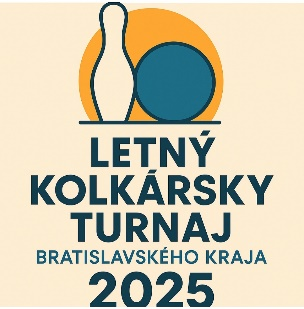 LETNÝ
KOLKÁRSKY
TURNAJ
BRATISLAVSKÉHO KRAJA
2025